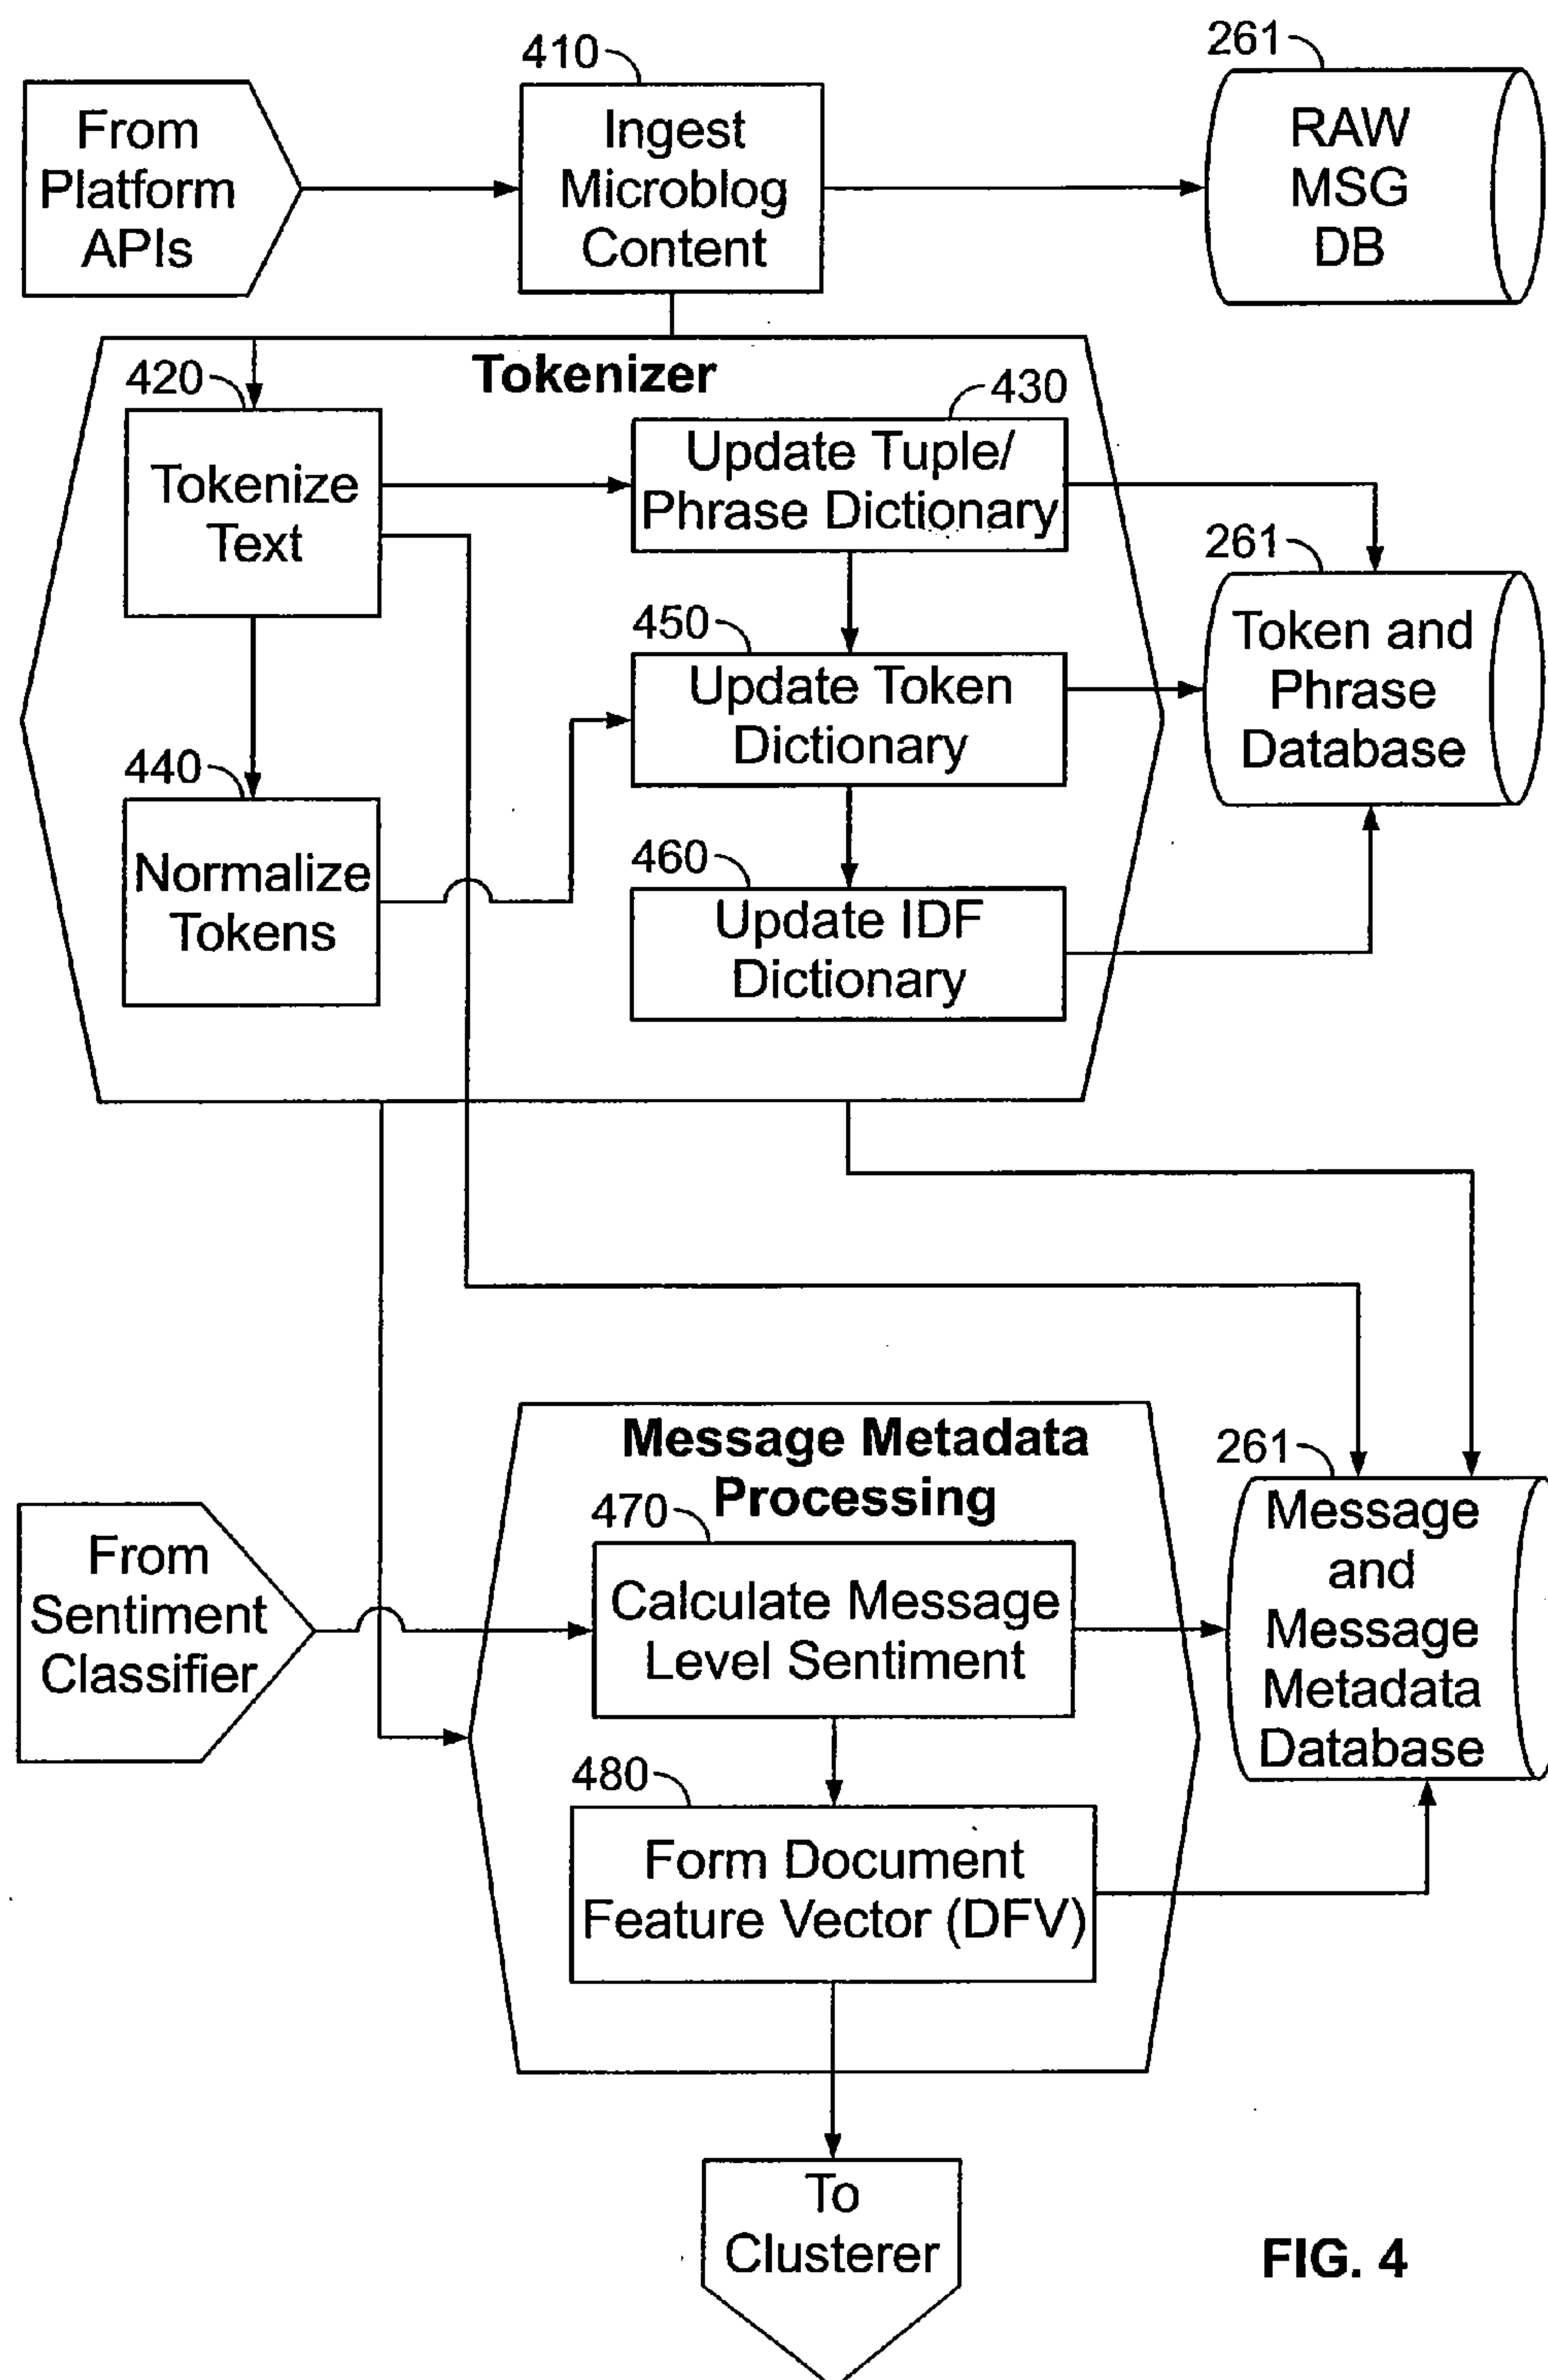 410
261
From
Platform
APIs
Ingest
Microblog
Content
RAW
MSG
DB
Tokenizer
420
430
Tokenize
Text
Update Tuple/
Phrase Dictionary
261
Token and
Phrase
Database
450
Update Token
Dictionary
440
Normalize
Tokens
460
Update IDF
Dictionary
Message Metadata
Processing
261
Message
and
Message
Metadata
Database
From
Sentiment
Classifier
470
Calculate Message
Level Sentiment
480
Form Document
Feature Vector (DFV)
To
Clusterer
FIG. 4